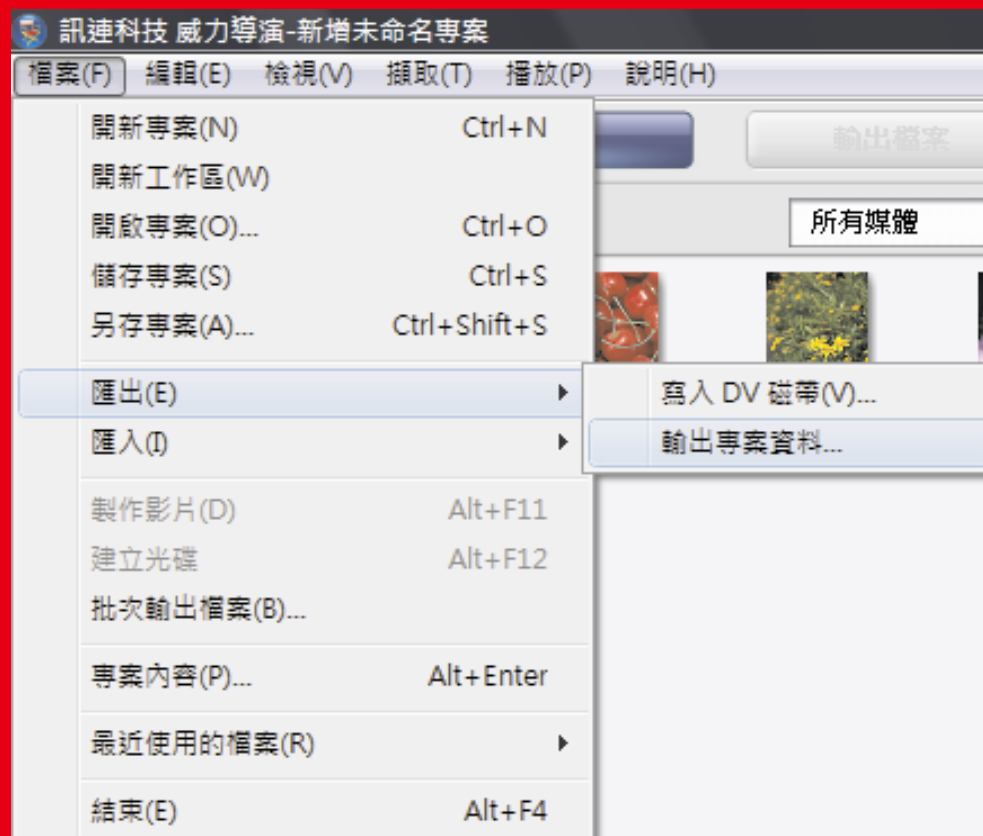 訊連科技 威力導演-新增未命名專案
檔案(F) 編輯(E) 檢視(V) 擷取(T) 播放(P) 說明(H)
開新專案(N) Ctrl+N
輸出檔案
開新工作區(W)
開啟專案(O)... Ctrl+O
所有媒體
儲存專案(S) Ctrl+S
另存專案(A)... Ctrl+Shift+S
匯出(E)
寫入 DV 磁帶(V)...
匯入(I)
輸出專案資料...
製作影片(D) Alt+F11
建立光碟 Alt+F12
批次輸出檔案(B)...
專案內容(P)... Alt+Enter
最近使用的檔案(R)
結束(E) Alt+F4